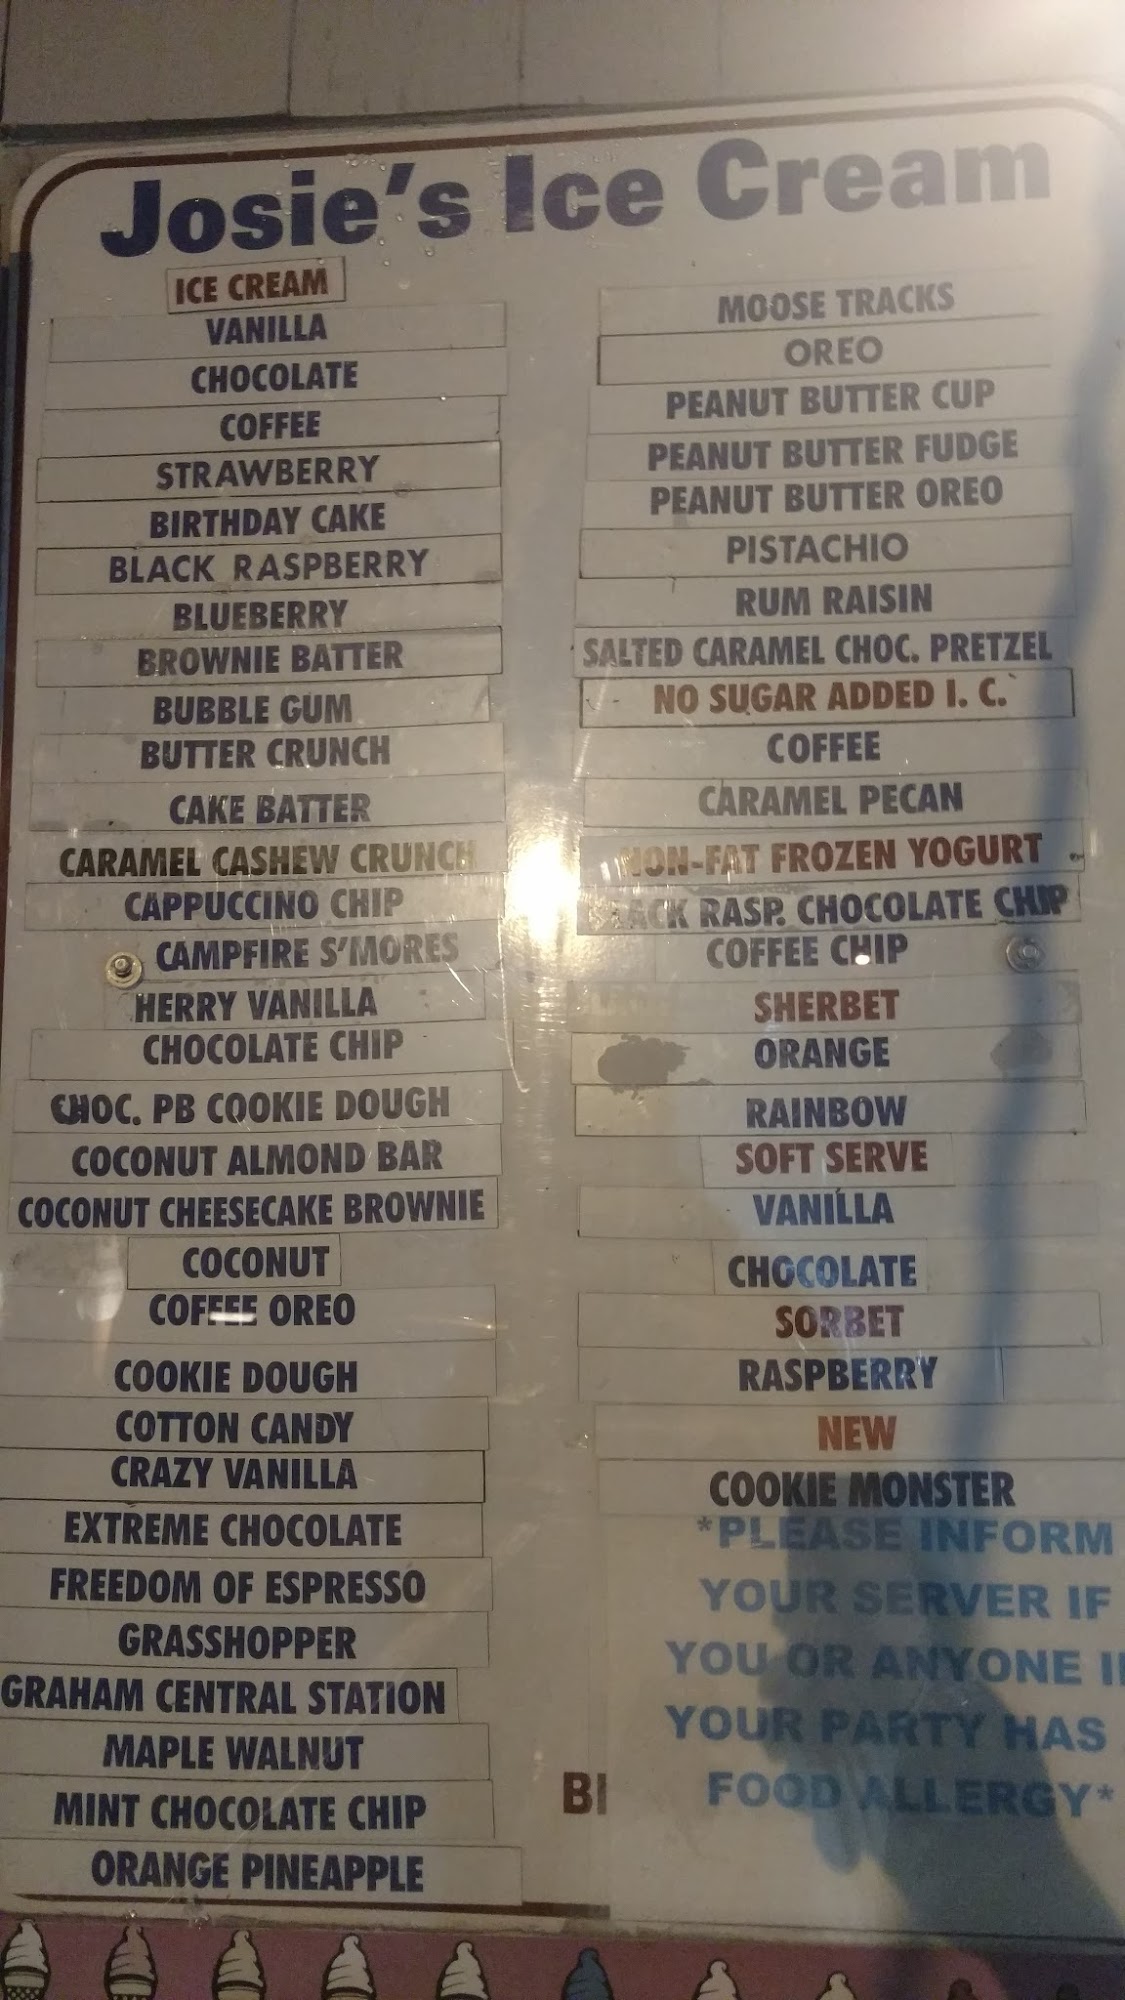 Josie's Ice Cream
ICE CREAM
VANILLA
CHOCOLATE
COFFEE
STRAWBERRY
BIRTHDAY CAKE
BLACK RASPBERRY
BLUEBERRY
BROWNIE BATTER
BUBBLE GUM
BUTTER CRUNCH
CAKE BATTER
CARAMEL CASHEW CRUNCH
CAPPUCCINO CHIP
CAMPFIRE S'MORES
HERRY VANILLA
CHOCOLATE CHIP
CHOC. PB COOKIE DOUGH
COCONUT ALMOND BAR
COCONUT CHEESECAKE BROWNIE
COCONUT
COFFEE OREO
COOKIE DOUGH
COTTON CANDY
CRAZY VANILLA
EXTREME CHOCOLATE
FREEDOM OF ESPRESSO
GRASSHOPPER
GRAHAM CENTRAL STATION
MAPLE WALNUT
MINT CHOCOLATE CHIP
ORANGE PINEAPPLE
MOOSE TRACKS
OREO
PEANUT BUTTER CUP
PEANUT BUTTER FUDGE
PEANUT BUTTER OREO
PISTACHIO
RUM RAISIN
SALTED CARAMEL CHOC. PRETZEL
NO SUGAR ADDED I. C.
COFFEE
CARAMEL PECAN
NON-FAT FROZEN YOGURT
BLACK RASP. CHOCOLATE CHIP
COFFEE CHIP
SHERBET
ORANGE
RAINBOW
SOFT SERVE
VANILLA
CHOCOLATE
SORBET
RASPBERRY
NEW
COOKIE MONSTER
*PLEASE INFORM
YOUR SERVER IF
YOU OR ANYONE
YOUR PARTY HAS
FOOD ALLERGY*